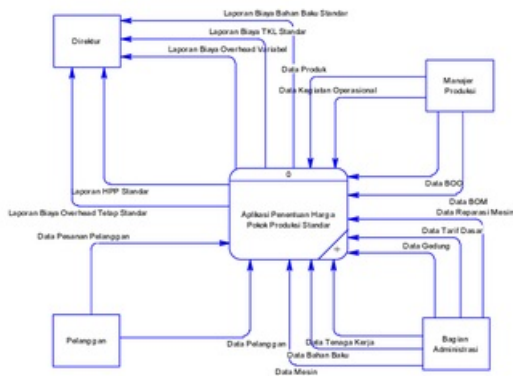 Laporan Biaya Bahan Baku Standar
Laporan Biaya TKL Standar
Laporan Biaya Overhead Variabel
Direktur
Data Produk
Data Kegiatan Operasional
Manajer
Produksi
0
Data BOO
Data BOM
Laporan HPP Standar
Laporan Biaya Overhead Tetap Standar
Aplikasi Penentuan Harga
Pokok Produksi Standar
+
Data Reparasi Mesin
Data Tarif Dasar
Data Gedung
Data Pesanan Pelanggan
Pelanggan
Data Pelanggan
Data Tenaga Kerja
Data Bahan Baku
Data Mesin
Bagian
Administrasi